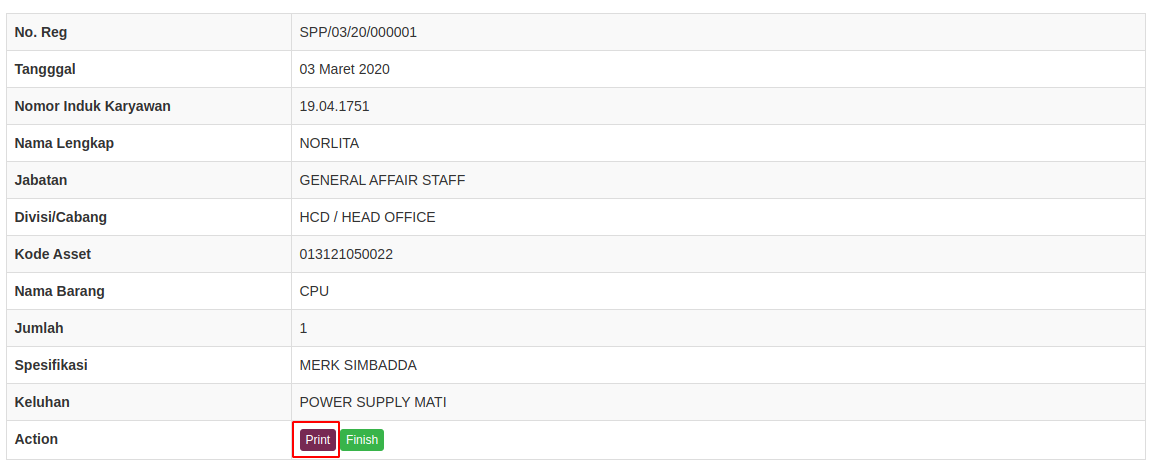 No. Reg SPP/03/20/000001
Tangggal 03 Maret 2020
Nomor Induk Karyawan 19.04.1751
Nama Lengkap NORLITA
Jabatan GENERAL AFFAIR STAFF
Divisi/Cabang HCD / HEAD OFFICE
Kode Asset 013121050022
Nama Barang CPU
Jumlah 1
Spesifikasi MERK SIMBADDA
Keluhan POWER SUPPLY MATI
Action Print Finish